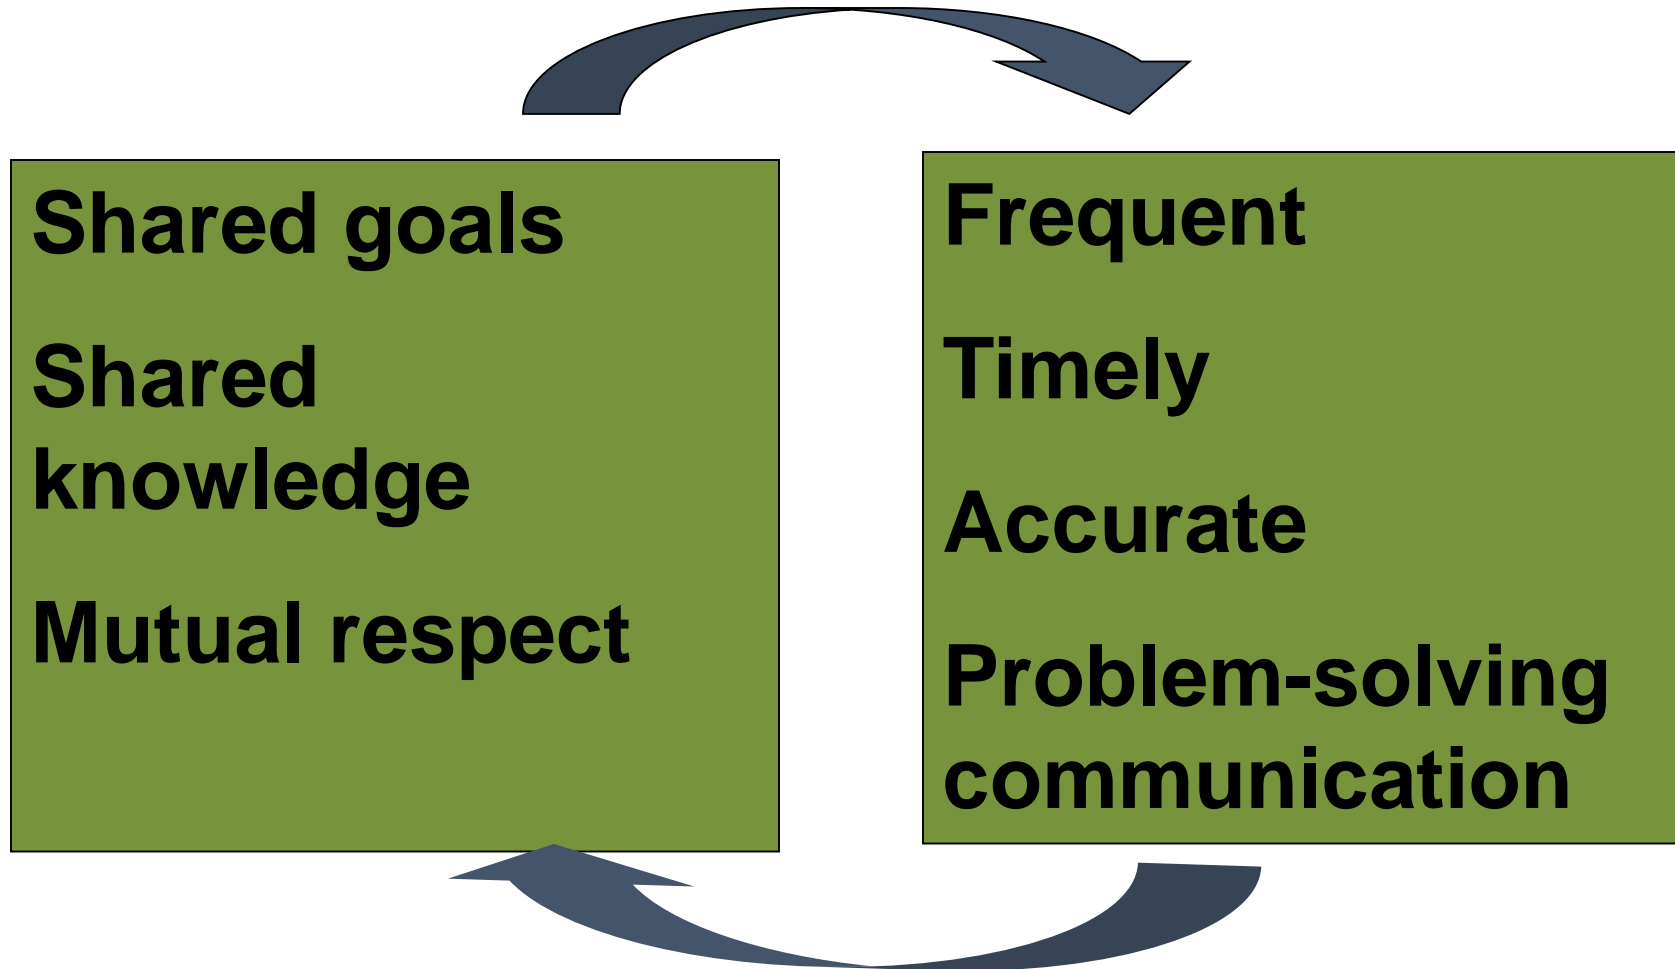 Shared goals
Shared
knowledge
Mutual respect
Frequent
Timely
Accurate
Problem-solving
communication